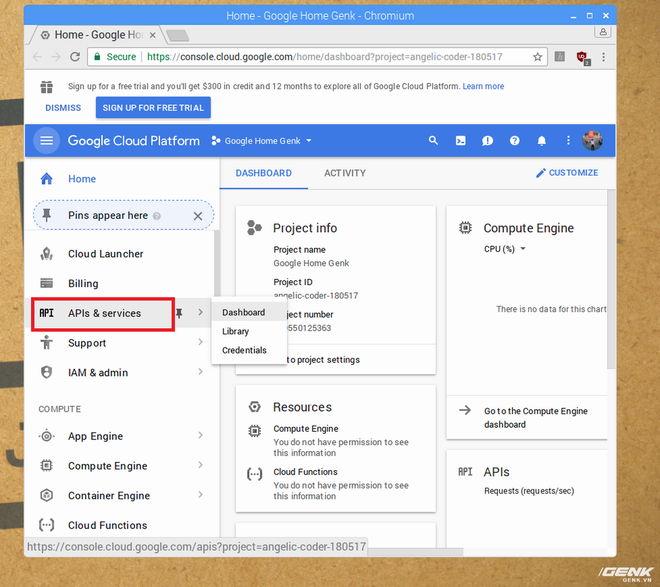 Home - Google Home Genk - Chromium
Home - Google Ho
Secure
https://console.cloud.google.com/home/dashboard?project=angelic-coder-180517
2
Sign up for a free trial and you'll get $300 in credit and 12 months to explore all of Google Cloud Platform. Learn more
DISMISS
SIGN UP FOR FREE TRIAL
Google Cloud Platform
Google Home Genk
Home
DASHBOARD
ACTIVITY
CUSTOMIZE
Pins appear here
Cloud Launcher
Billing
API APIs & services
Support
IAM & admin
COMPUTE
App Engine
Compute Engine
Container Engine
Cloud Functions
Dashboard
Library
Credentials
Project info
Project name
Google Home Genk
Project ID
angelic-coder-180517
ject number
550125363
to project settings
Resources
Compute Engine
You do not have permission to see
this information
Cloud Functions
You do not have permission to see
this information
Compute Engine
CPU (%)
There is no data for this chart
Go to the Compute Engine
dashboard
API APIs
Requests (requests/sec)
https://console.cloud.google.com/apis?project=angelic-coder-180517
GENK
GENK.VN